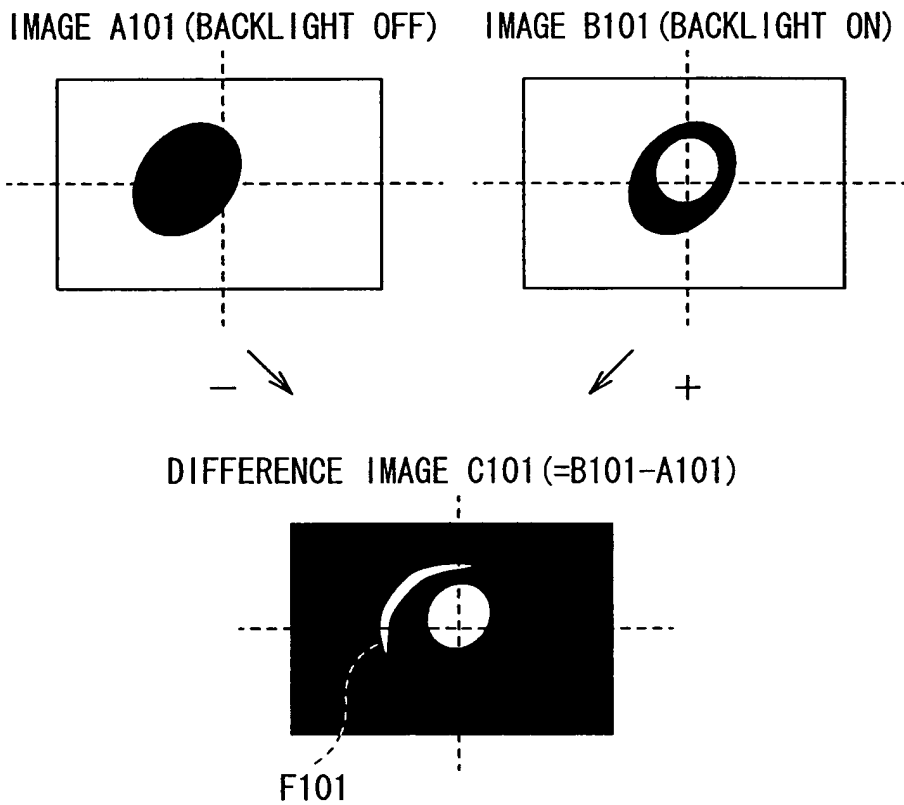 IMAGE A101(BACKLIGHT OFF)
IMAGE B101(BACKLIGHT ON)
−
+
DIFFERENCE IMAGE C101(=B101-A101)
F101